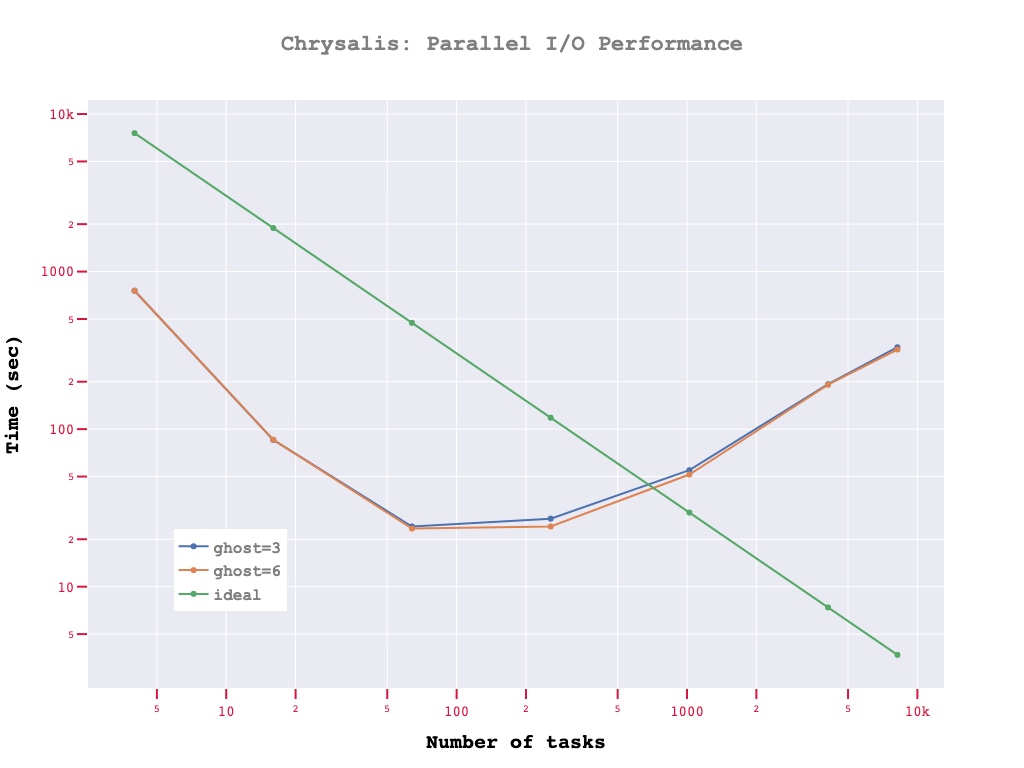 Chrysalis: Parallel I/O Performance
10k
5
2
1000
5
2
100
5
2
10
5
Time (sec)
ghost=3
ghost=6
ideal
5 10 2 5 100 2 5 1000 2 5 10k
Number of tasks